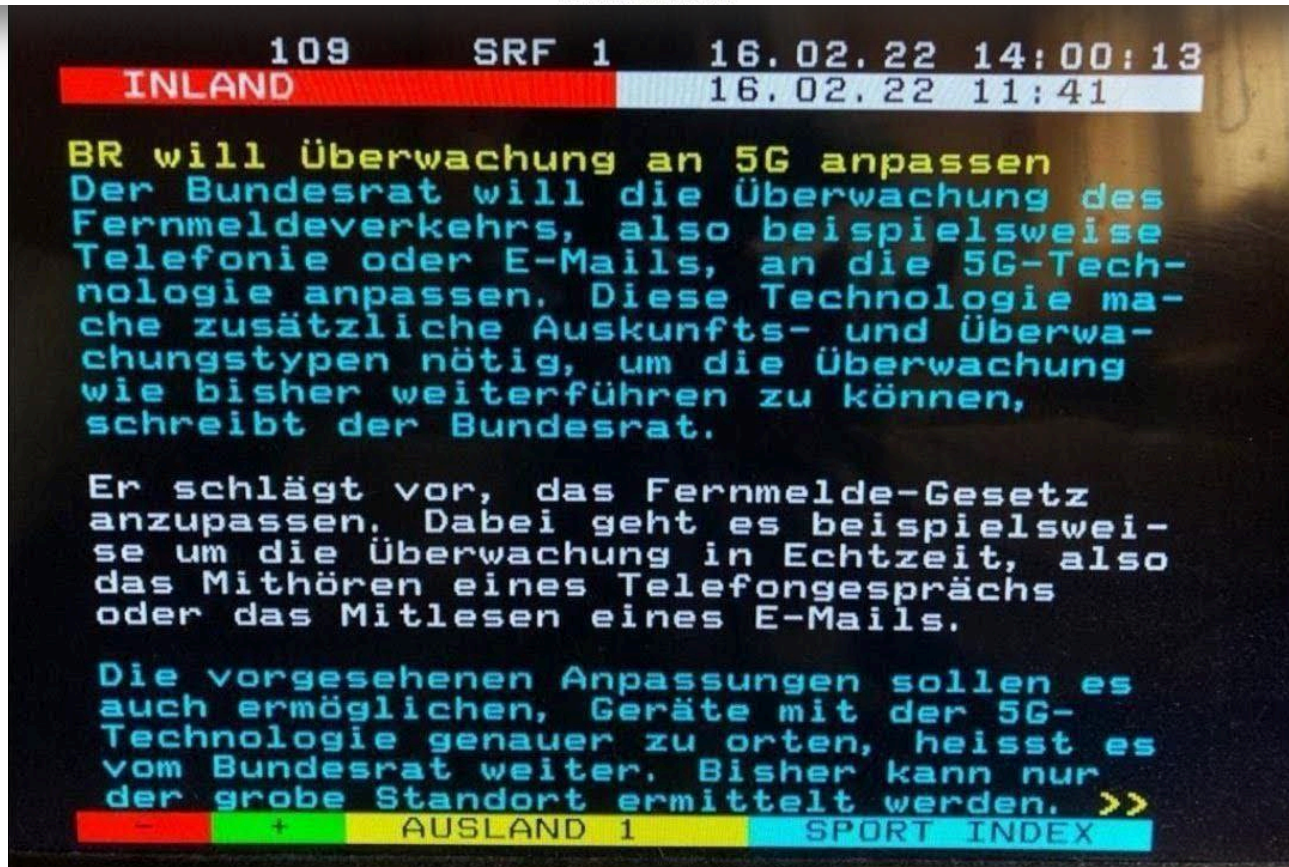 109 SRF 1 16.02.22 14:00:13
INLAND 16.02.22 11:41
BR will Überwachung an 5G anpassen
Der Bundesrat will die Überwachung des
Fernmeldeverkehrs, also beispielsweise
Telefonie oder E-Mails, an die 5G-Tech-
nologie anpassen. Diese Technologie ma-
che zusätzliche Auskunfts- und Überwa-
chungstypen nötig, um die Überwachung
wie bisher weiterführen zu können,
schreibt der Bundesrat.
Er schlägt vor, das Fernmelde-Gesetz
anzupassen. Dabei geht es beispielswei-
se um die Überwachung in Echtzeit, also
das Mithören eines Telefongesprächs
oder das Mitlesen eines E-Mails.
Die vorgesehenen Anpassungen sollen es
auch ermöglichen, Geräte mit der 5G-
Technologie genauer zu orten, heisst es
vom Bundesrat weiter. Bisher kann nur
der grobe Standort ermittelt werden. >>
- + AUSLAND 1 SPORT INDEX